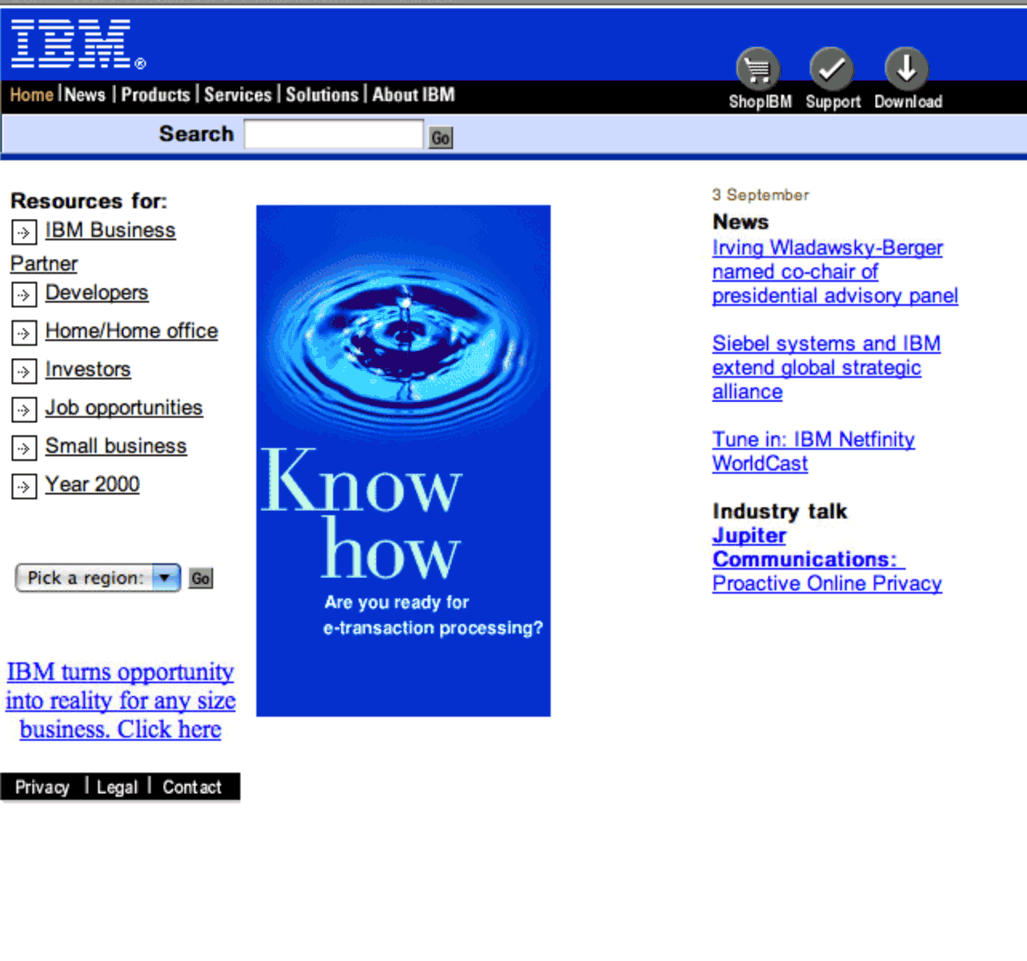 IBM®
Home | News | Products | Services | Solutions | About IBM
ShopIBM Support Download
Search
Go
Resources for:
IBM Business
Partner
Developers
Home/Home office
Investors
Job opportunities
Small business
Year 2000
Pick a region:
Go
IBM turns opportunity
into reality for any size
business. Click here
Privacy | Legal | Contact
Know
how
Are you ready for
e-transaction processing?
3 September
News
Irving Wladawsky-Berger
named co-chair of
presidential advisory panel
Siebel systems and IBM
extend global strategic
alliance
Tune in: IBM Netfinity
WorldCast
Industry talk
Jupiter
Communications:
Proactive Online Privacy